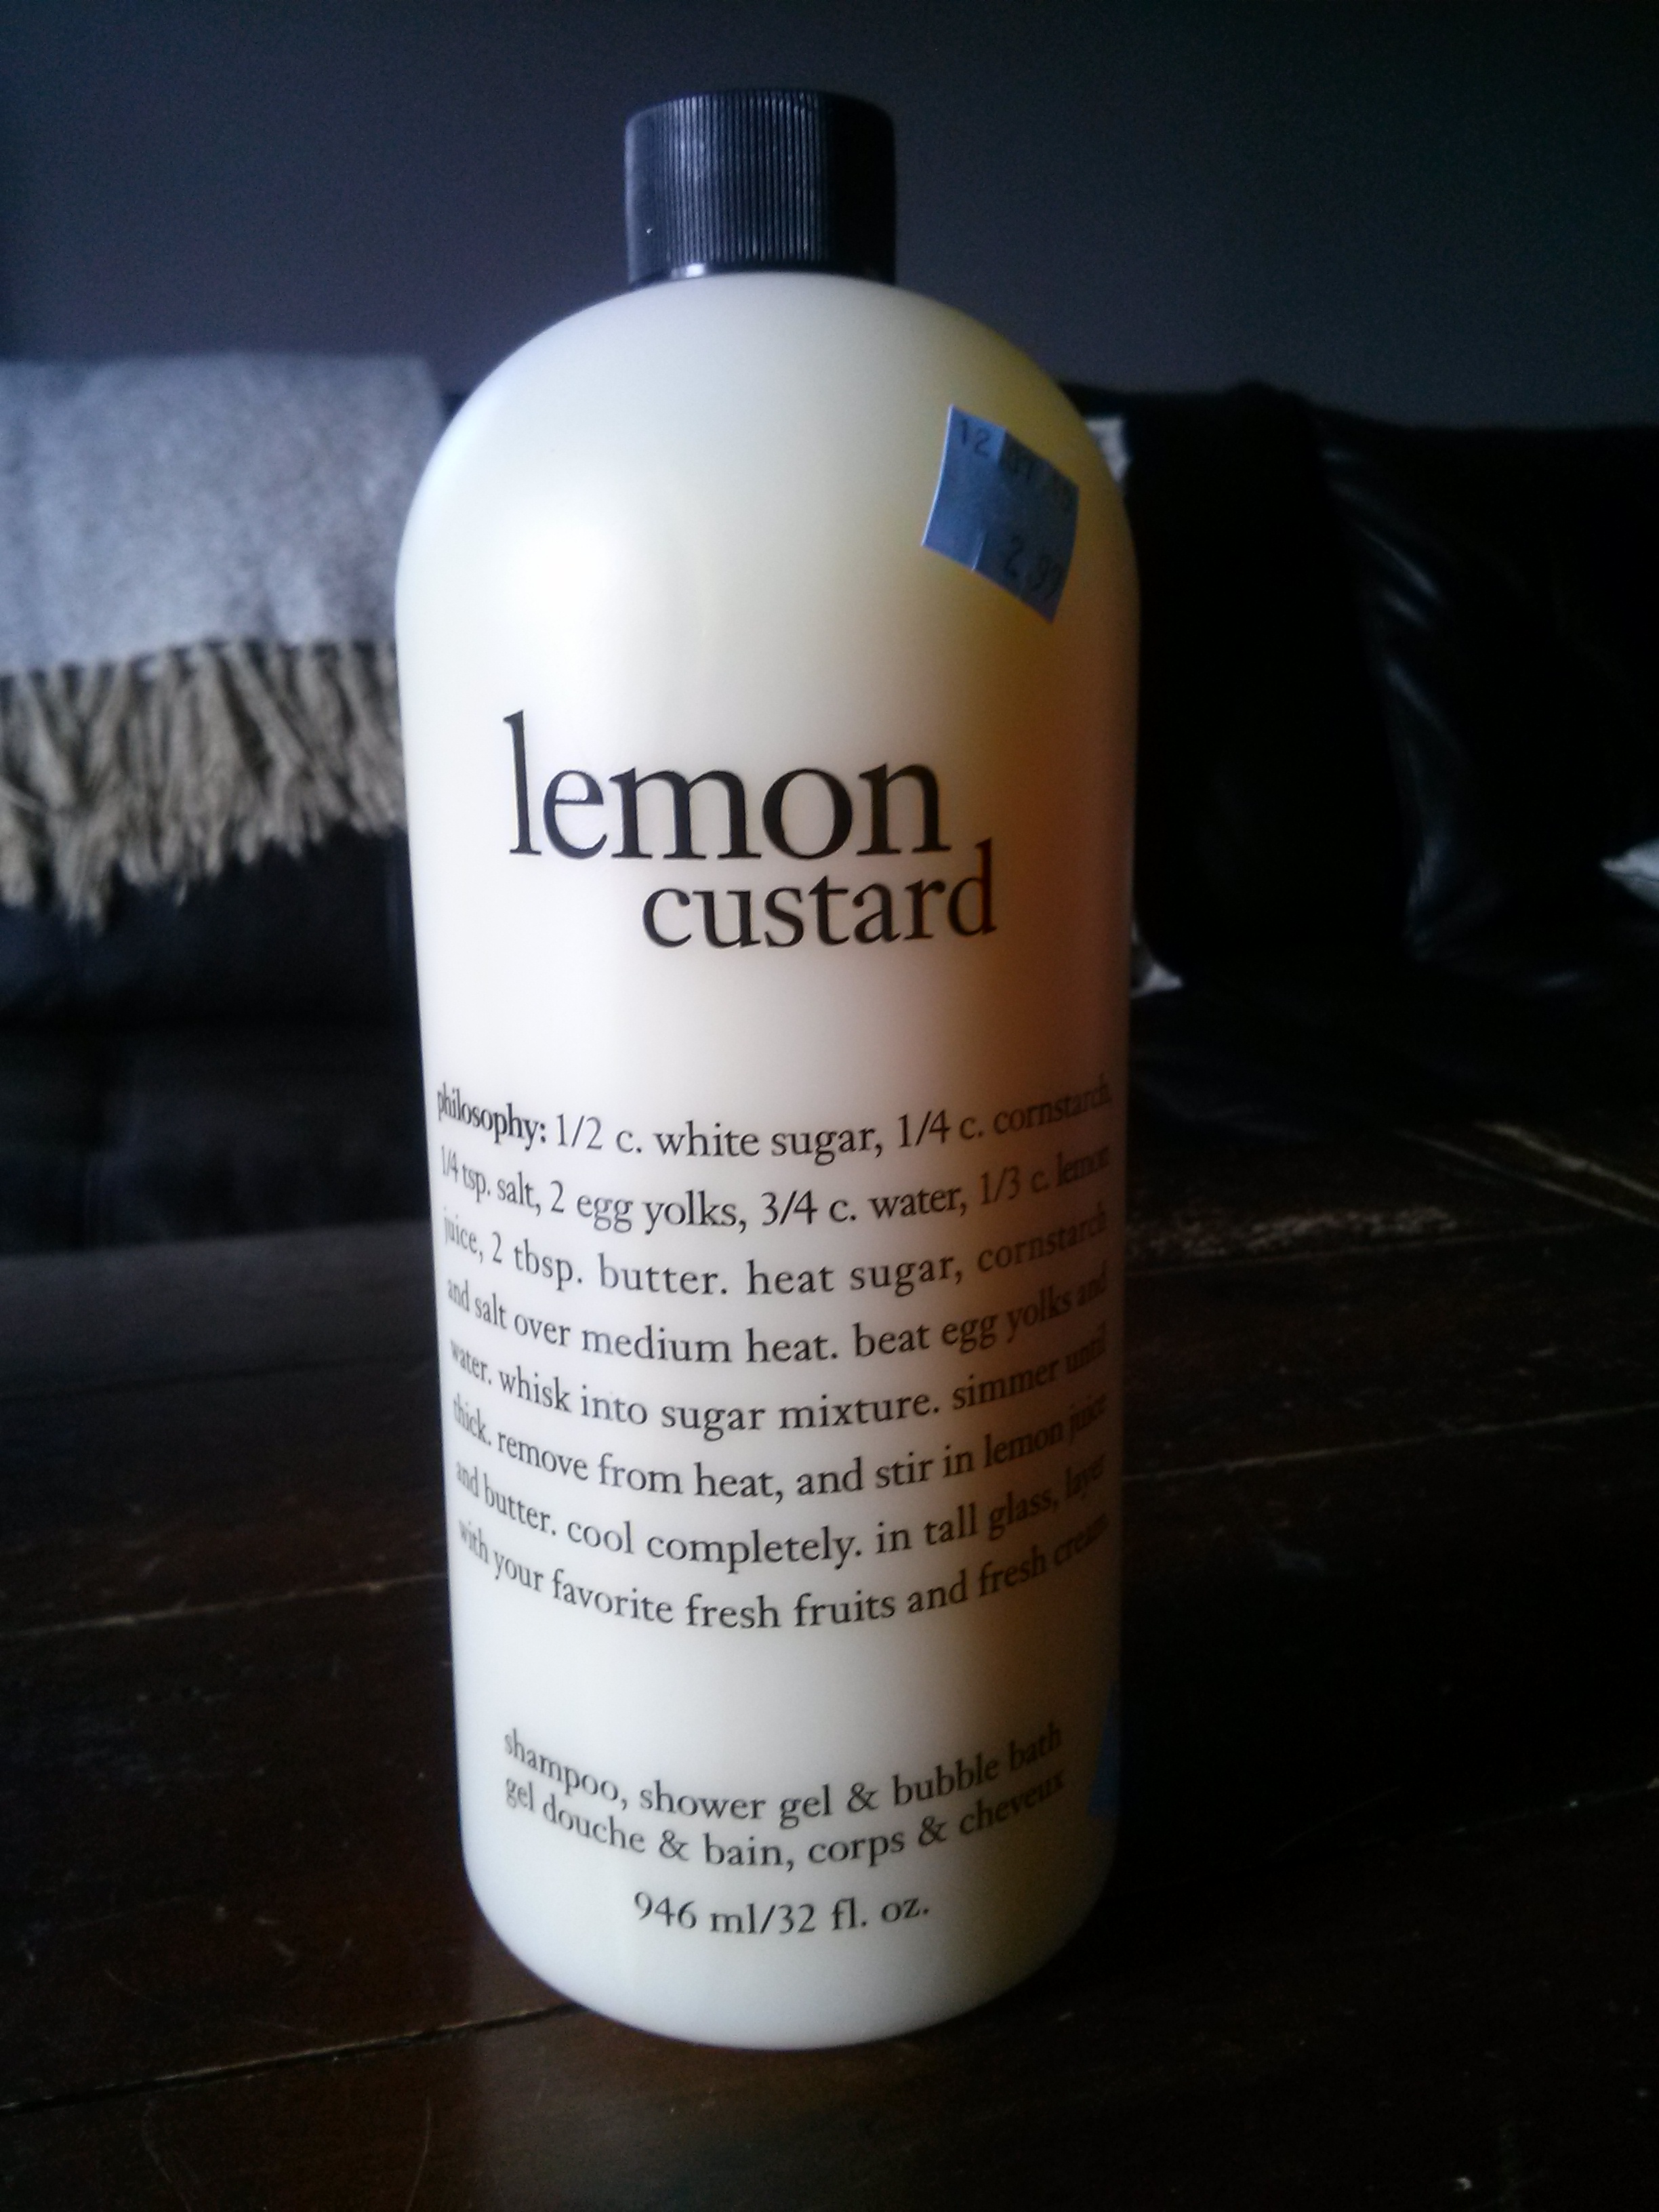 12
2.99
lemon
custard
philosophy: 1/2 c. white sugar, 1/4 c. cornstarch,
1/4 tsp. salt, 2 egg yolks, 3/4 c. water, 1/3 c. lemon
juice, 2 tbsp. butter. heat sugar, cornstarch
and salt over medium heat. beat egg yolks and
water. whisk into sugar mixture. simmer until
thick. remove from heat, and stir in lemon juice
and butter. cool completely. in tall glass, layer
with your favorite fresh fruits and fresh cream.
shampoo, shower gel & bubble bath
gel douche & bain, corps & cheveux
946 ml/32 fl. oz.